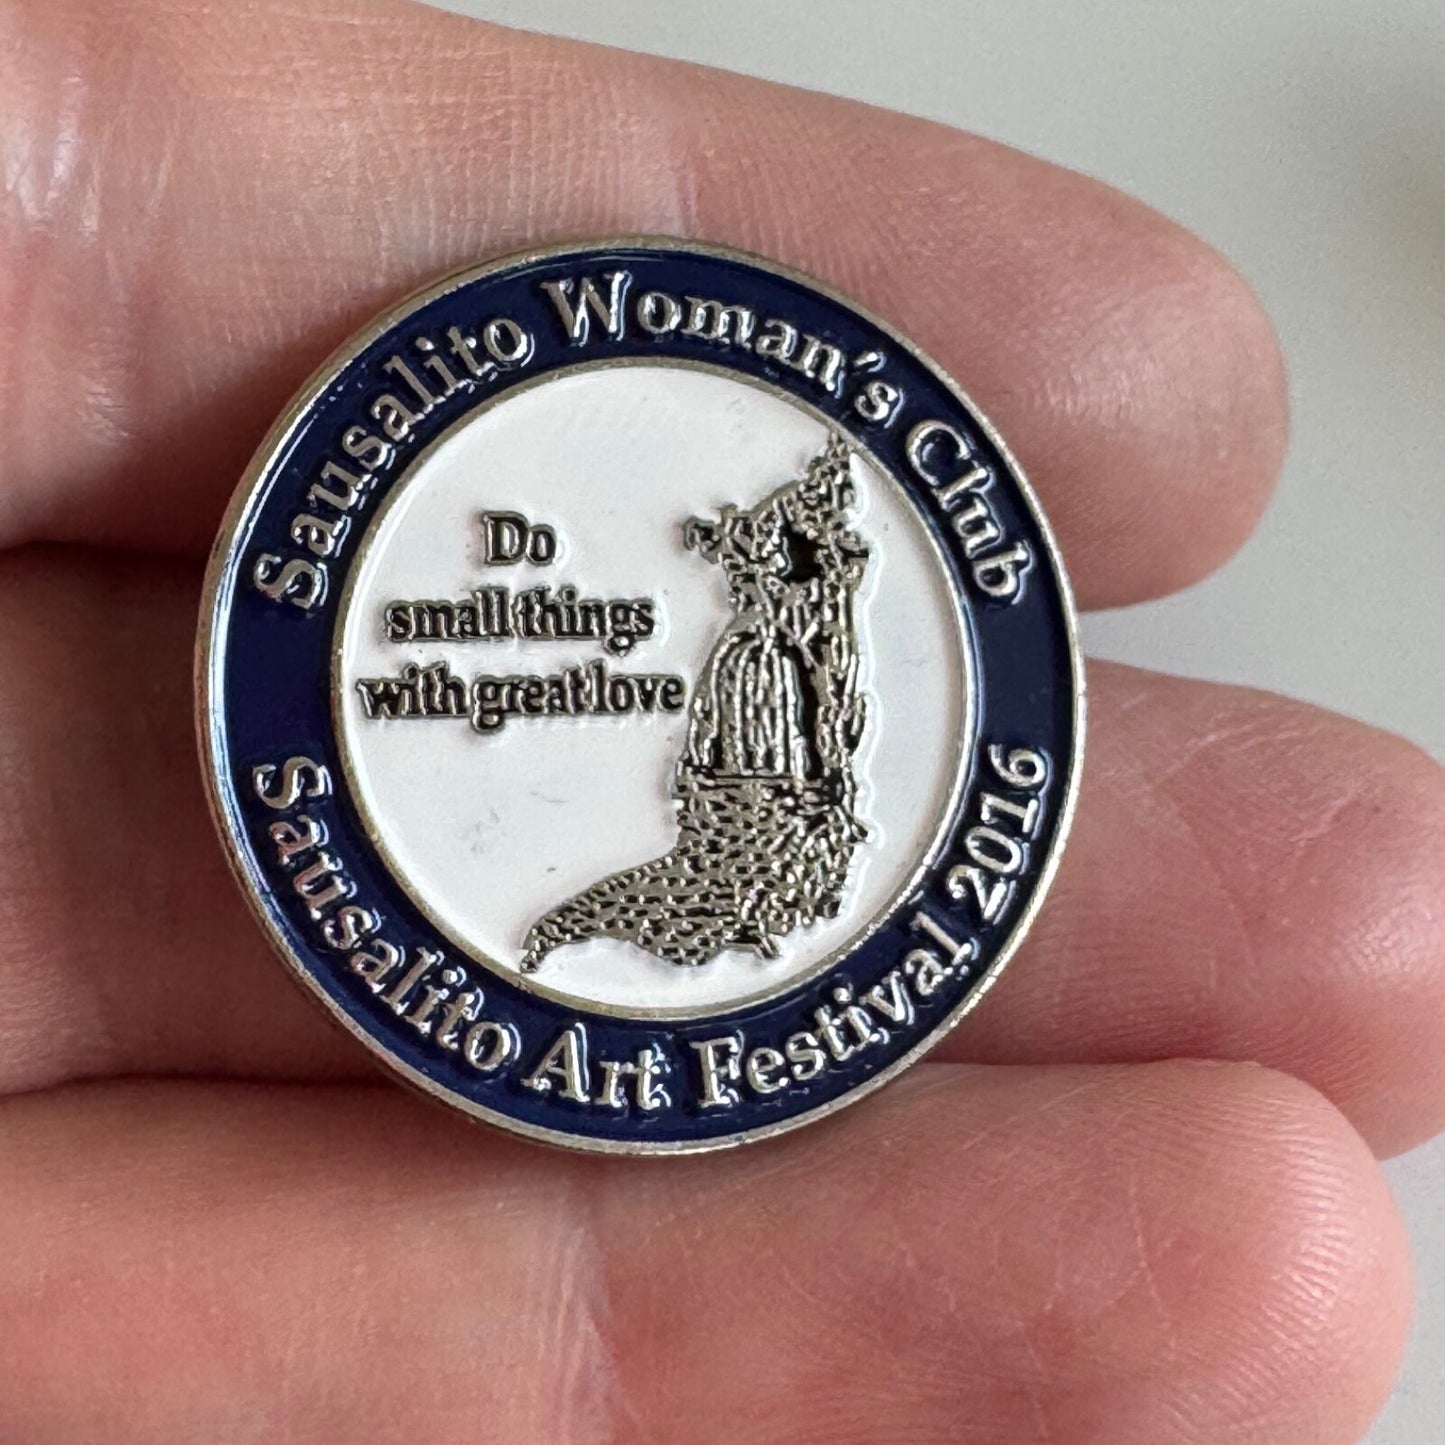 Sausalito Woman's Club
Do
small things
with great love
Sausalito Art Festival 2016